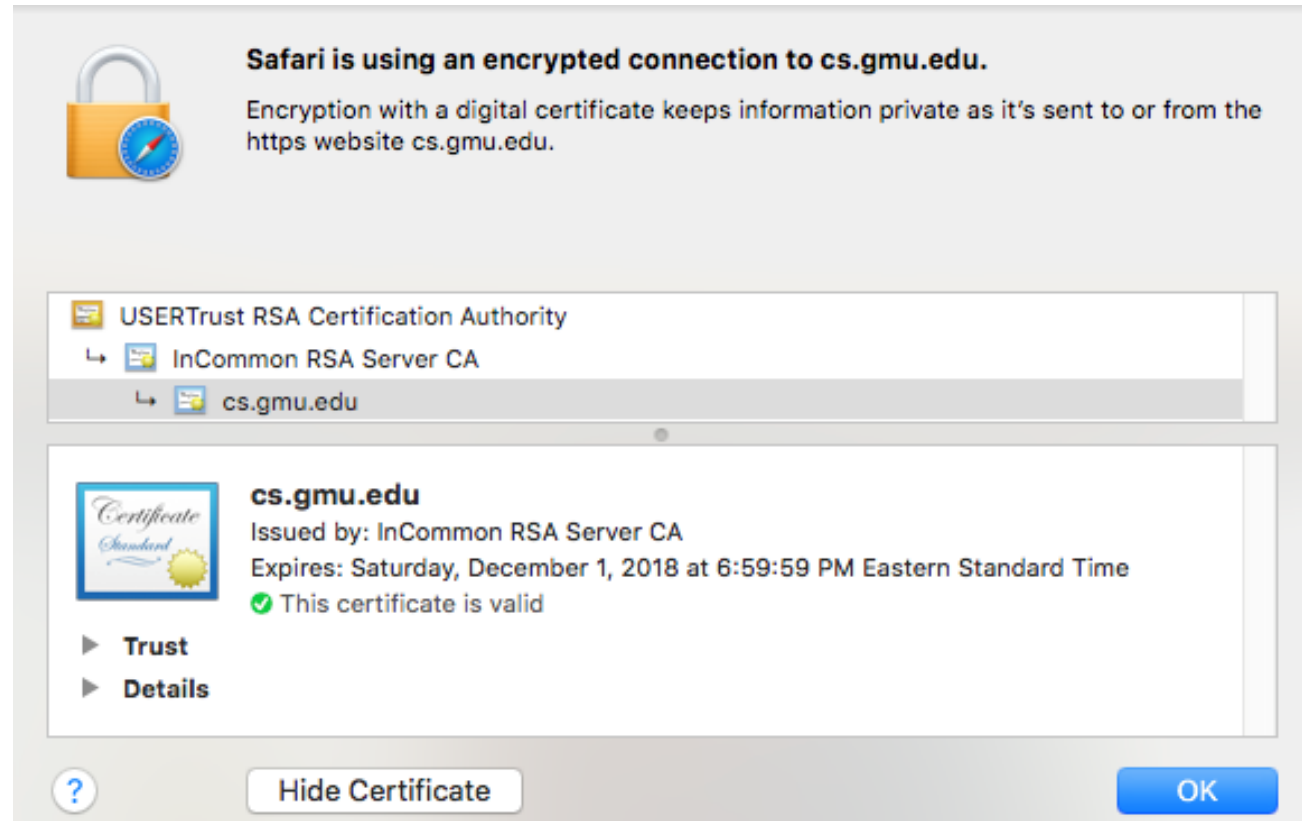 Safari is using an encrypted connection to cs.gmu.edu.
Encryption with a digital certificate keeps information private as it’s sent to or from the
https website cs.gmu.edu.
USERTrust RSA Certification Authority
↳ InCommon RSA Server CA
↳ cs.gmu.edu
Certificate
Standard
cs.gmu.edu
Issued by: InCommon RSA Server CA
Expires: Saturday, December 1, 2018 at 6:59:59 PM Eastern Standard Time
This certificate is valid
Trust
Details
? Hide Certificate OK